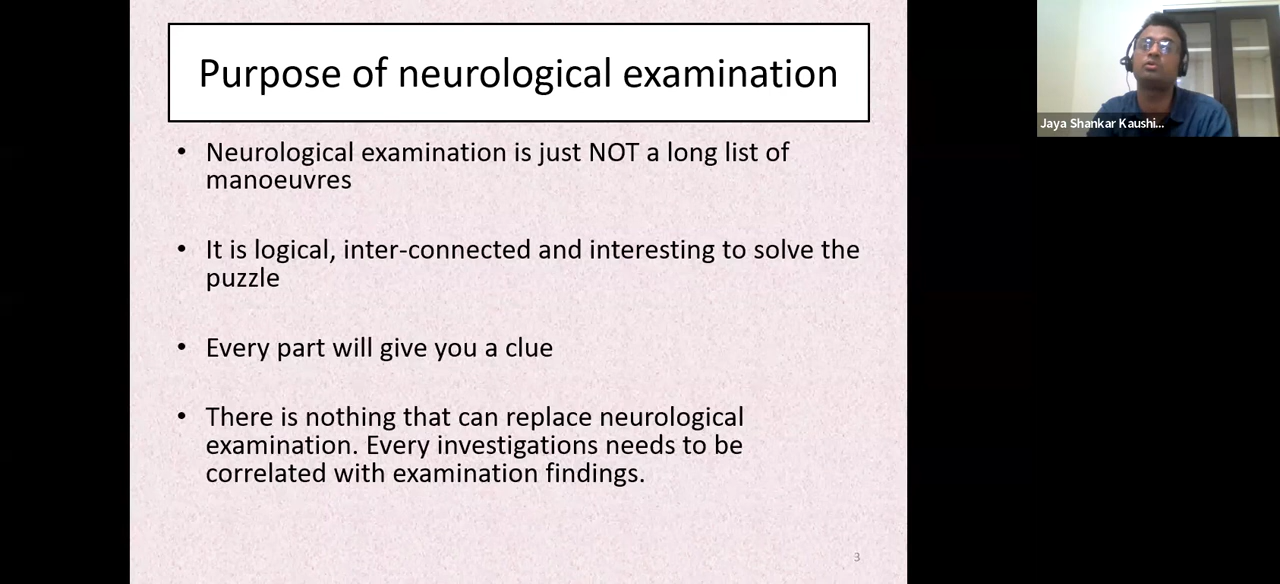 Purpose of neurological examination
• Neurological examination is just NOT a long list of
manoeuvres
• It is logical, inter-connected and interesting to solve the
puzzle
• Every part will give you a clue
• There is nothing that can replace neurological
examination. Every investigations needs to be
correlated with examination findings.
3
Jaya Shankar Kaushi...